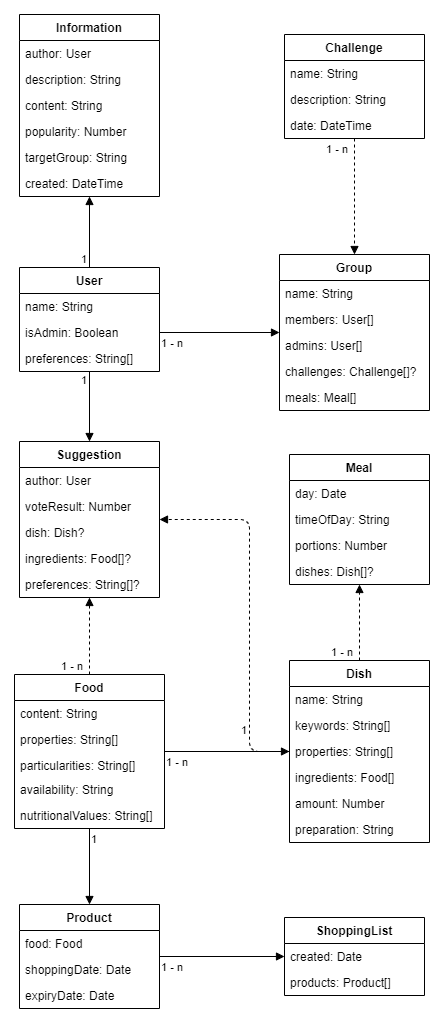 Information
author: User
description: String
content: String
popularity: Number
targetGroup: String
created: DateTime
Challenge
name: String
description: String
date: DateTime
1 - n
1
User
name: String
isAdmin: Boolean
preferences: String[]
1 - n
1
Group
name: String
members: User[]
admins: User[]
challenges: Challenge[]?
meals: Meal[]
Suggestion
author: User
voteResult: Number
dish: Dish?
ingredients: Food[]?
preferences: String[]?
Meal
day: Date
timeOfDay: String
portions: Number
dishes: Dish[]?
1 - n
1 - n
Food
content: String
properties: String[]
particularities: String[]
availability: String
nutritionalValues: String[]
1
1 - n
1
Dish
name: String
keywords: String[]
properties: String[]
ingredients: Food[]
amount: Number
preparation: String
Product
food: Food
shoppingDate: Date
expiryDate: Date
1 - n
ShoppingList
created: Date
products: Product[]